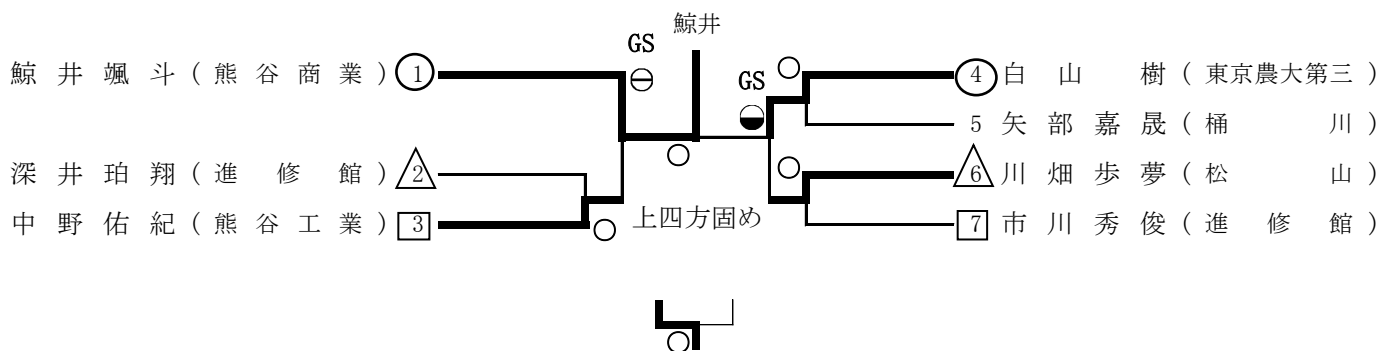 鯨井
GS
GS
鯨井颯斗(熊谷商業) 1
4 白山樹(東京農大第三)
5 矢部嘉晟(桶川)
深井珀翔(進修館) 2
6 川畑歩夢(松山)
中野佑紀(熊谷工業) 3
上四方固め
7 市川秀俊(進修館)